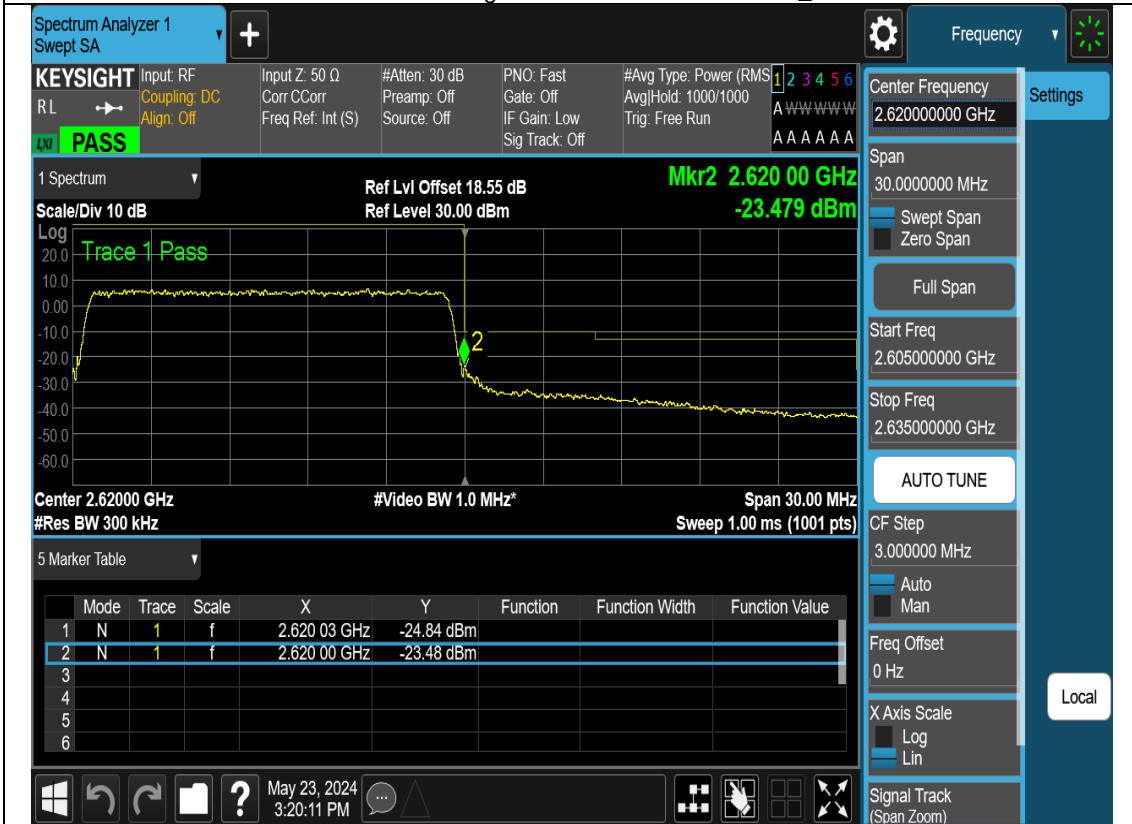 Spectrum Analyzer 1
Swept SA
+
Frequency
KEYSIGHT
RL
LXI PASS
Input: RF
Coupling: DC
Align: Off
Input Z: 50 Ω
Corr CCorr
Freq Ref: Int (S)
#Atten: 30 dB
Preamp: Off
Source: Off
PNO: Fast
Gate: Off
IF Gain: Low
Sig Track: Off
#Avg Type: Power (RMS
Avg|Hold: 1000/1000
Trig: Free Run
1 2 3 4 5 6
A W W W W W
A A A A A A
1 Spectrum
Scale/Div 10 dB
Ref Lvl Offset 18.55 dB
Ref Level 30.00 dBm
Mkr2 2.620 00 GHz
-23.479 dBm
Log
Trace 1 Pass
20.0
10.0
0.00
-10.0
-20.0
-30.0
-40.0
-50.0
-60.0
2
Center 2.62000 GHz
#Res BW 300 kHz
#Video BW 1.0 MHz*
Span 30.00 MHz
Sweep 1.00 ms (1001 pts)
5 Marker Table
Mode Trace Scale X Y Function Function Width Function Value
1 N 1 f 2.620 03 GHz -24.84 dBm
2 N 1 f 2.620 00 GHz -23.48 dBm
3
4
5
6
?
May 23, 2024
3:20:11 PM
Center Frequency
2.620000000 GHz
Span
30.0000000 MHz
Swept Span
Zero Span
Full Span
Start Freq
2.605000000 GHz
Stop Freq
2.635000000 GHz
AUTO TUNE
CF Step
3.000000 MHz
Auto
Man
Freq Offset
0 Hz
X Axis Scale
Log
Lin
Signal Track
(Span Zoom)
Settings
Local